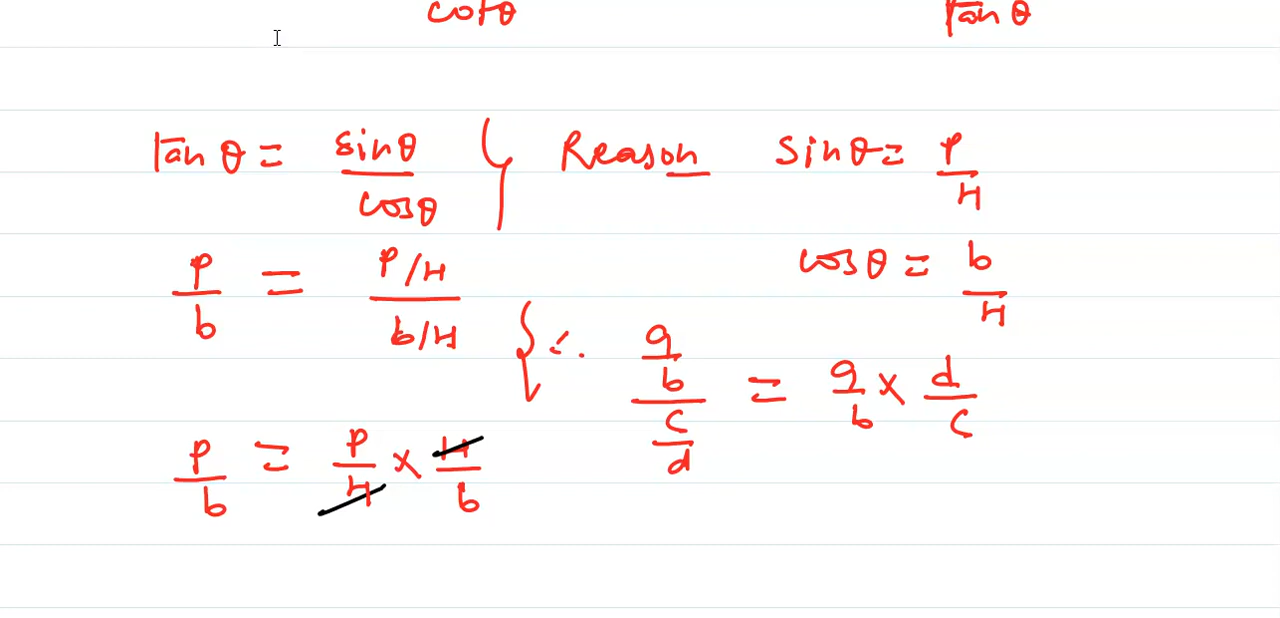 cotθ tanθ
tanθ = sinθ/cosθ } Reason sinθ = P/H
P/b = (P/H)/(b/H) cosθ = b/H
{ ∴ (a/b)/(c/d) = a/b × d/c
P/b = P/H × H/b